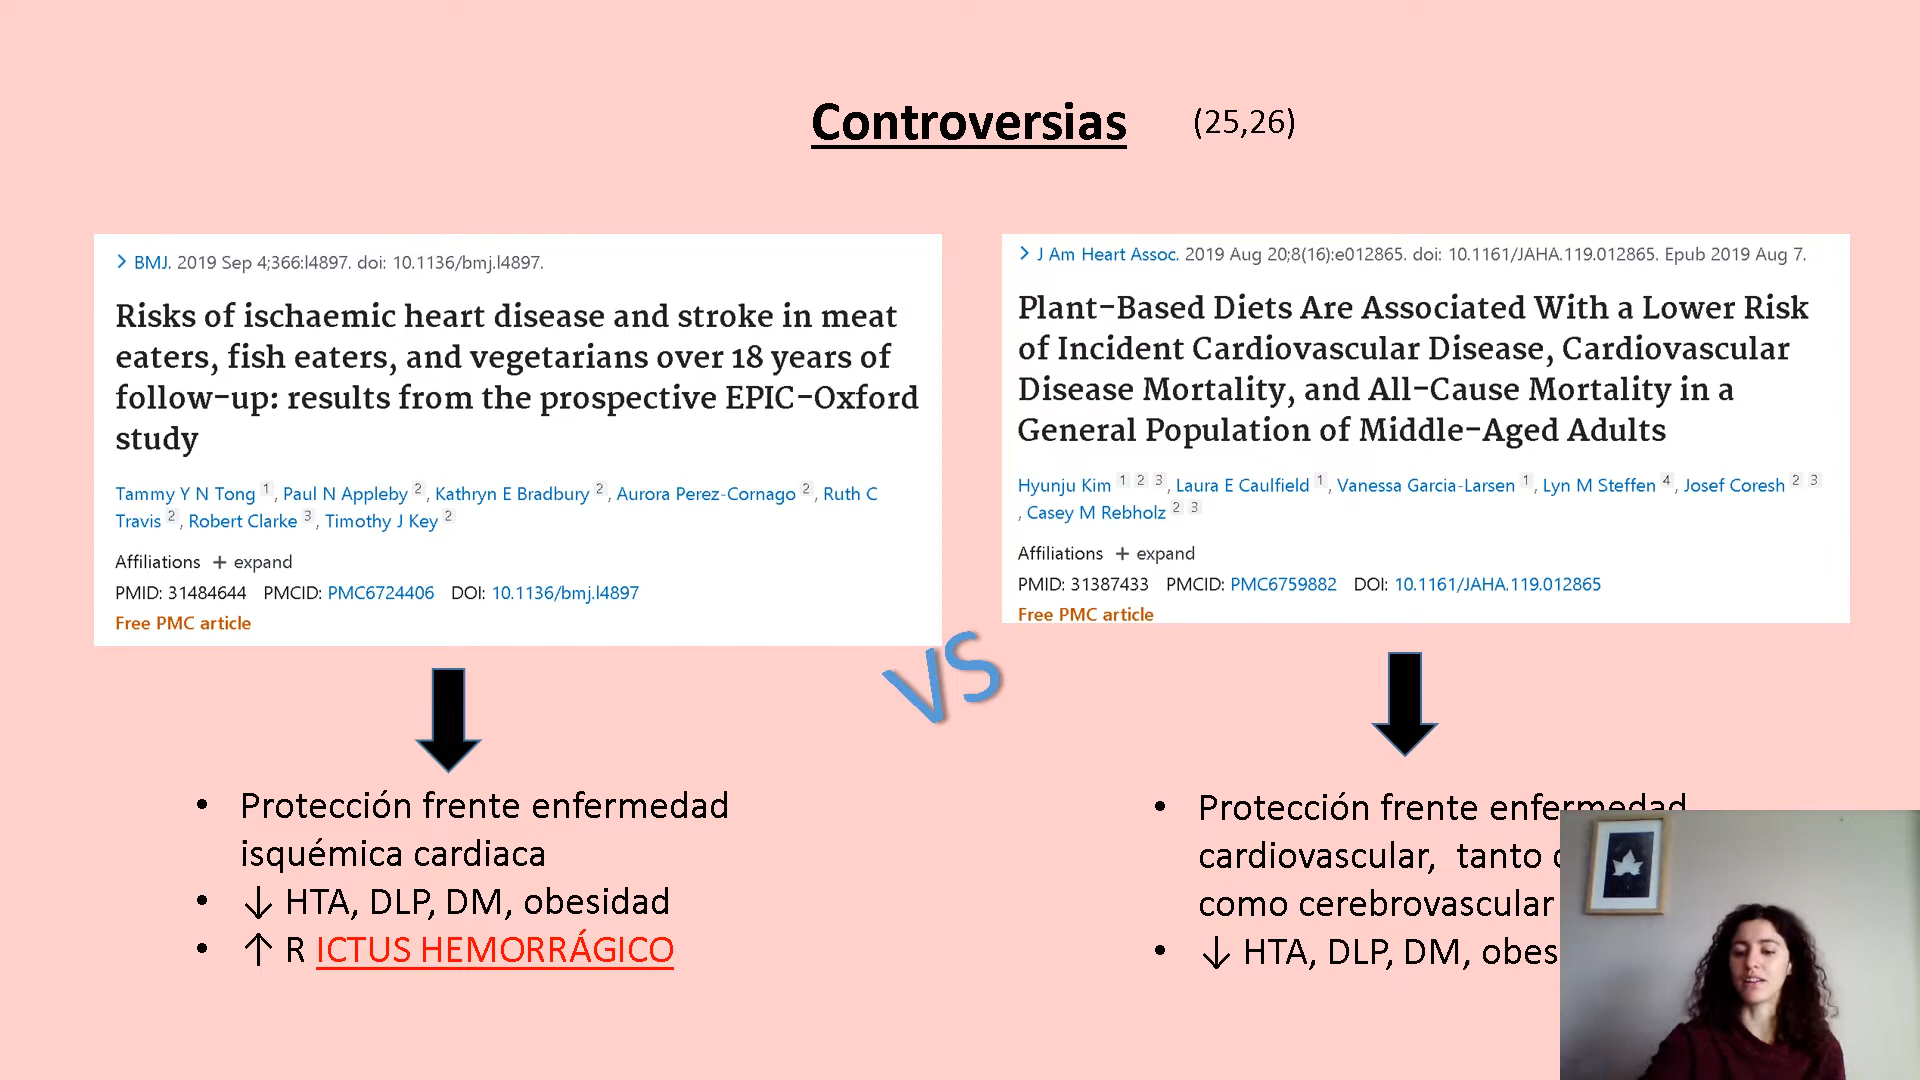 Controversias (25,26)
> BMJ. 2019 Sep 4;366:l4897. doi: 10.1136/bmj.l4897.
Risks of ischaemic heart disease and stroke in meat
eaters, fish eaters, and vegetarians over 18 years of
follow-up: results from the prospective EPIC-Oxford
study
Tammy Y N Tong 1, Paul N Appleby 2, Kathryn E Bradbury 2, Aurora Perez-Cornago 2, Ruth C
Travis 2, Robert Clarke 3, Timothy J Key 2
Affiliations + expand
PMID: 31484644 PMCID: PMC6724406 DOI: 10.1136/bmj.l4897
Free PMC article
> J Am Heart Assoc. 2019 Aug 20;8(16):e012865. doi: 10.1161/JAHA.119.012865. Epub 2019 Aug 7.
Plant-Based Diets Are Associated With a Lower Risk
of Incident Cardiovascular Disease, Cardiovascular
Disease Mortality, and All-Cause Mortality in a
General Population of Middle-Aged Adults
Hyunju Kim 1 2 3, Laura E Caulfield 1, Vanessa Garcia-Larsen 1, Lyn M Steffen 4, Josef Coresh 2 3
, Casey M Rebholz 2 3
Affiliations + expand
PMID: 31387433 PMCID: PMC6759882 DOI: 10.1161/JAHA.119.012865
Free PMC article
VS
• Protección frente enfermedad
isquémica cardiaca
• ↓ HTA, DLP, DM, obesidad
• ↑ R ICTUS HEMORRÁGICO
• Protección frente enfermedad
cardiovascular, tanto
como cerebrovascular
• ↓ HTA, DLP, DM,